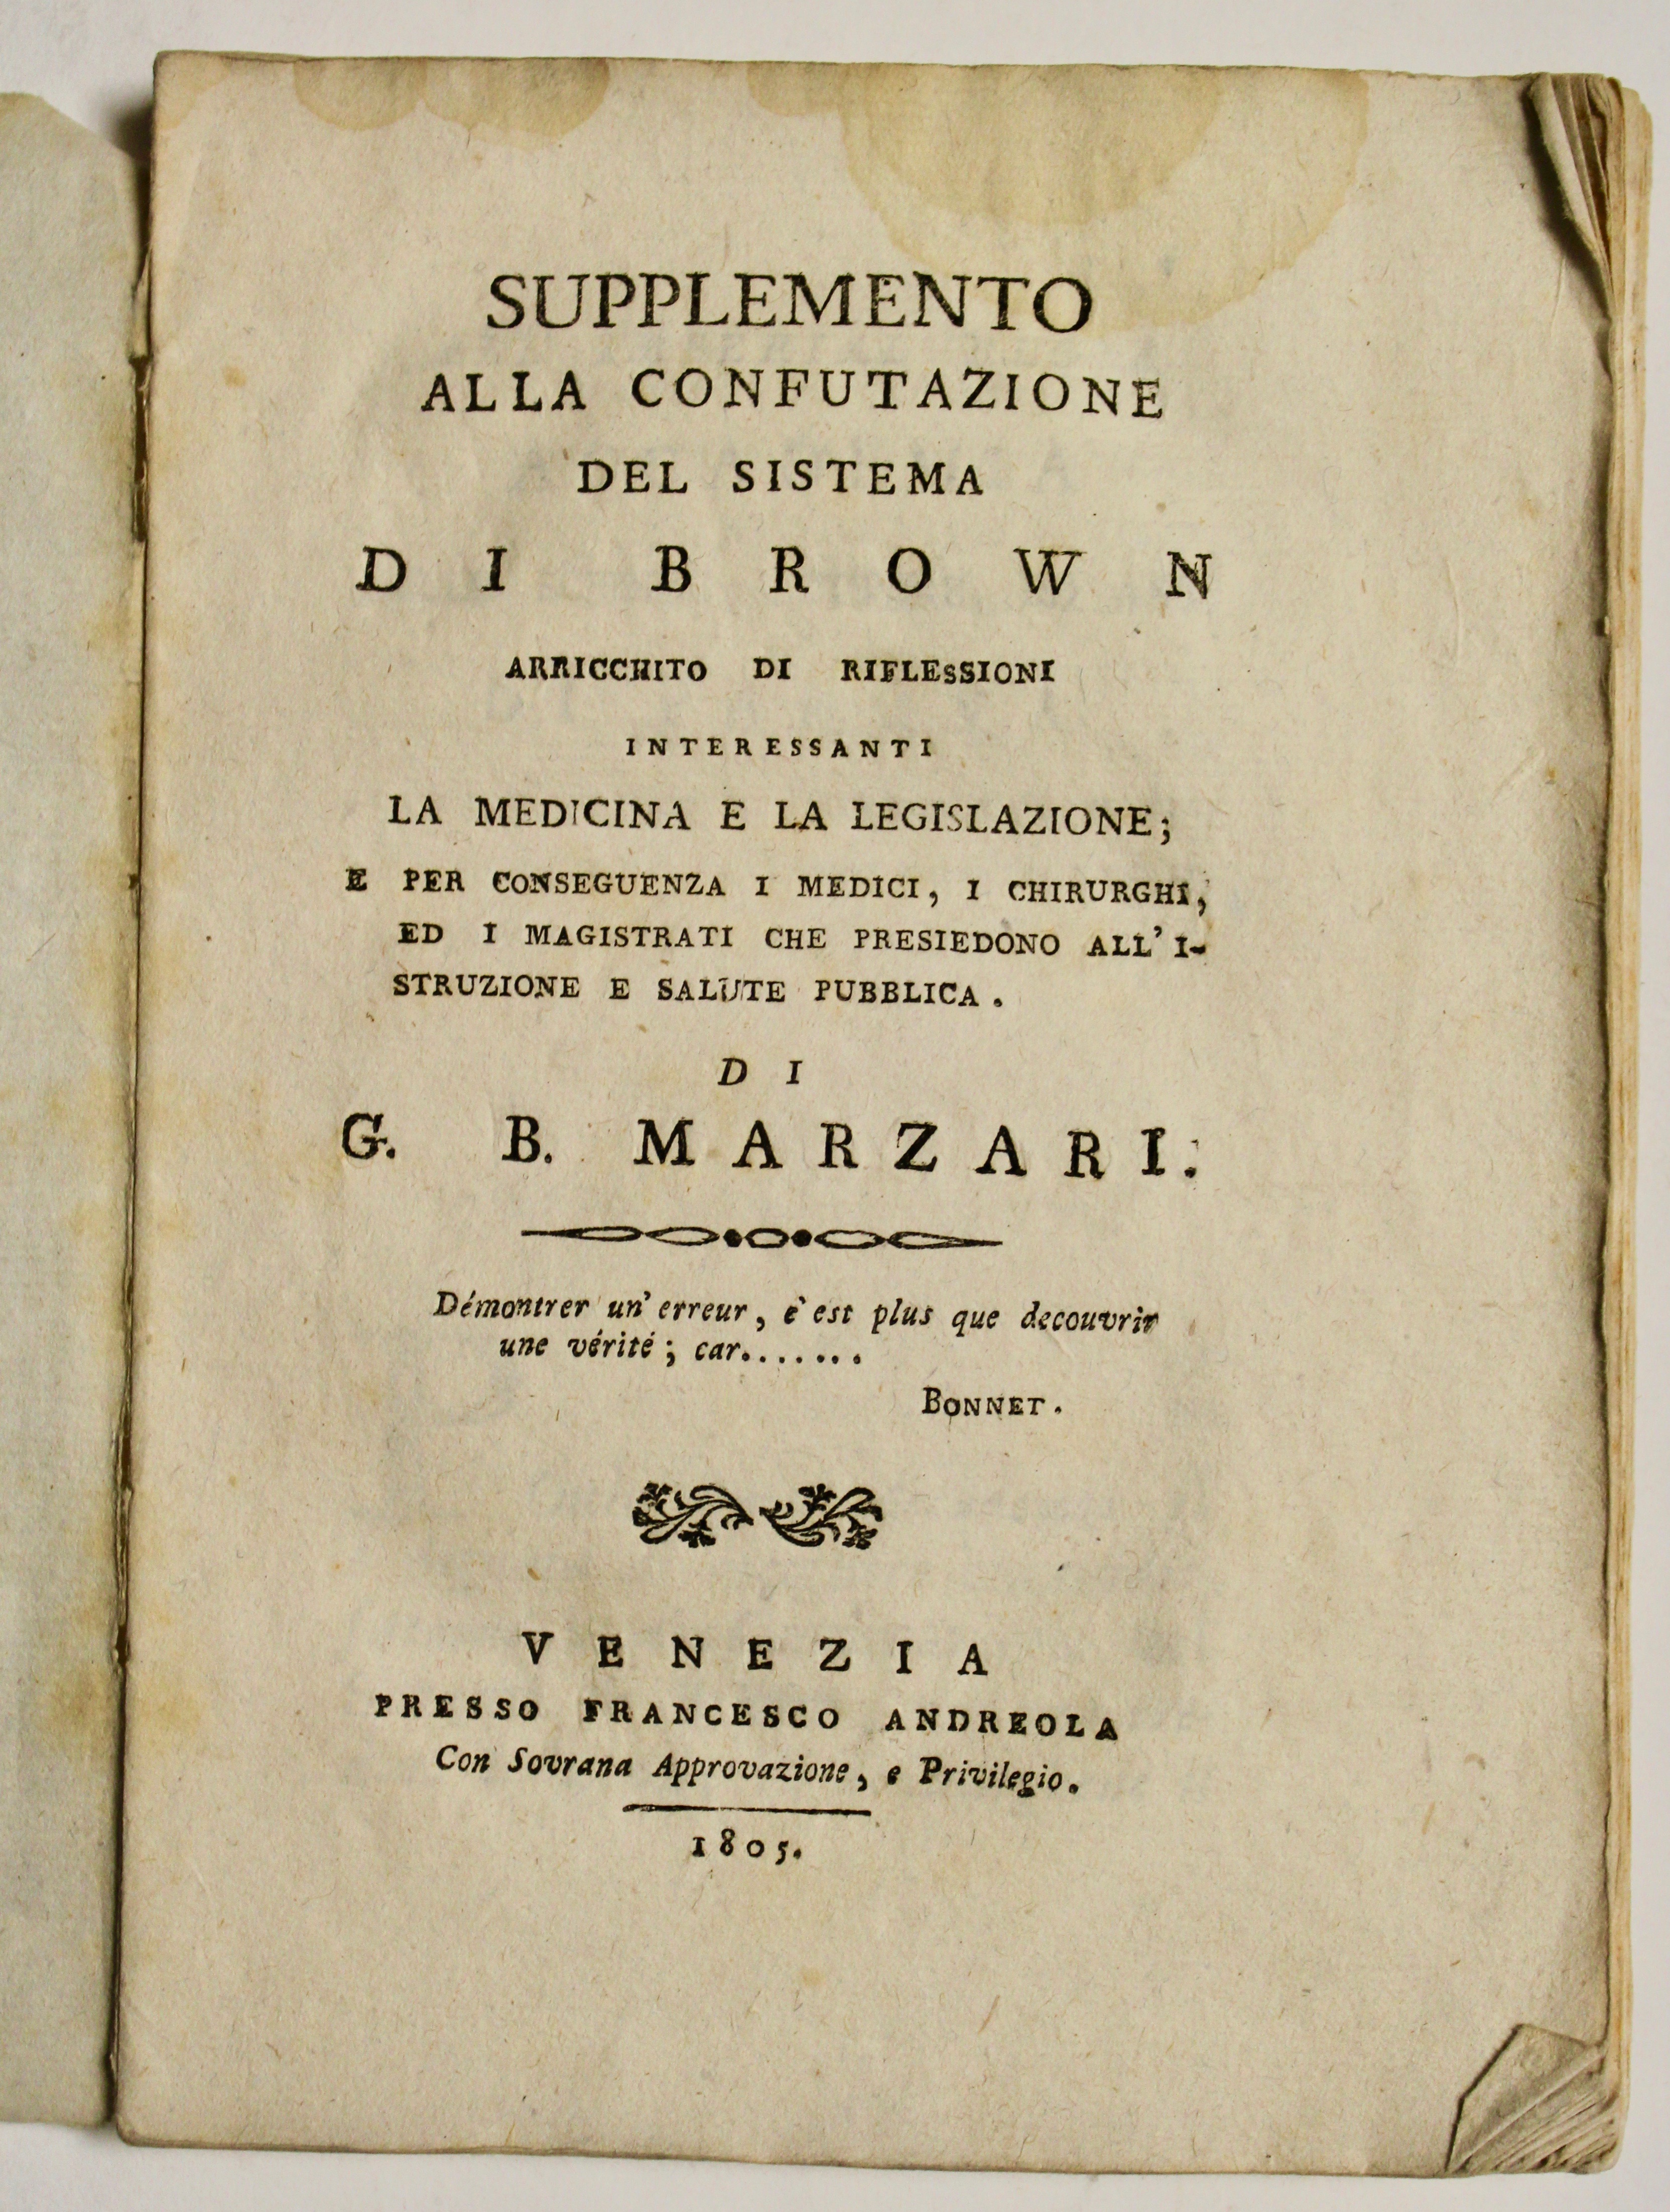 SUPPLEMENTO
ALLA CONFUTAZIONE
DEL SISTEMA
DI BROWN
ARRICCHITO DI RIFLESSIONI
INTERESSANTI
LA MEDICINA E LA LEGISLAZIONE;
E PER CONSEGUENZA I MEDICI, I CHIRURGHI,
ED I MAGISTRATI CHE PRESIEDONO ALL' I-
STRUZIONE E SALUTE PUBBLICA.
DI
G. B. MARZARI.
Démontrer un' erreur, e' est plus que decouvrir
une vérité; car.......
BONNET.
VENEZIA
PRESSO FRANCESCO ANDREOLA
Con Sovrana Approvazione, e Privilegio.
1805.